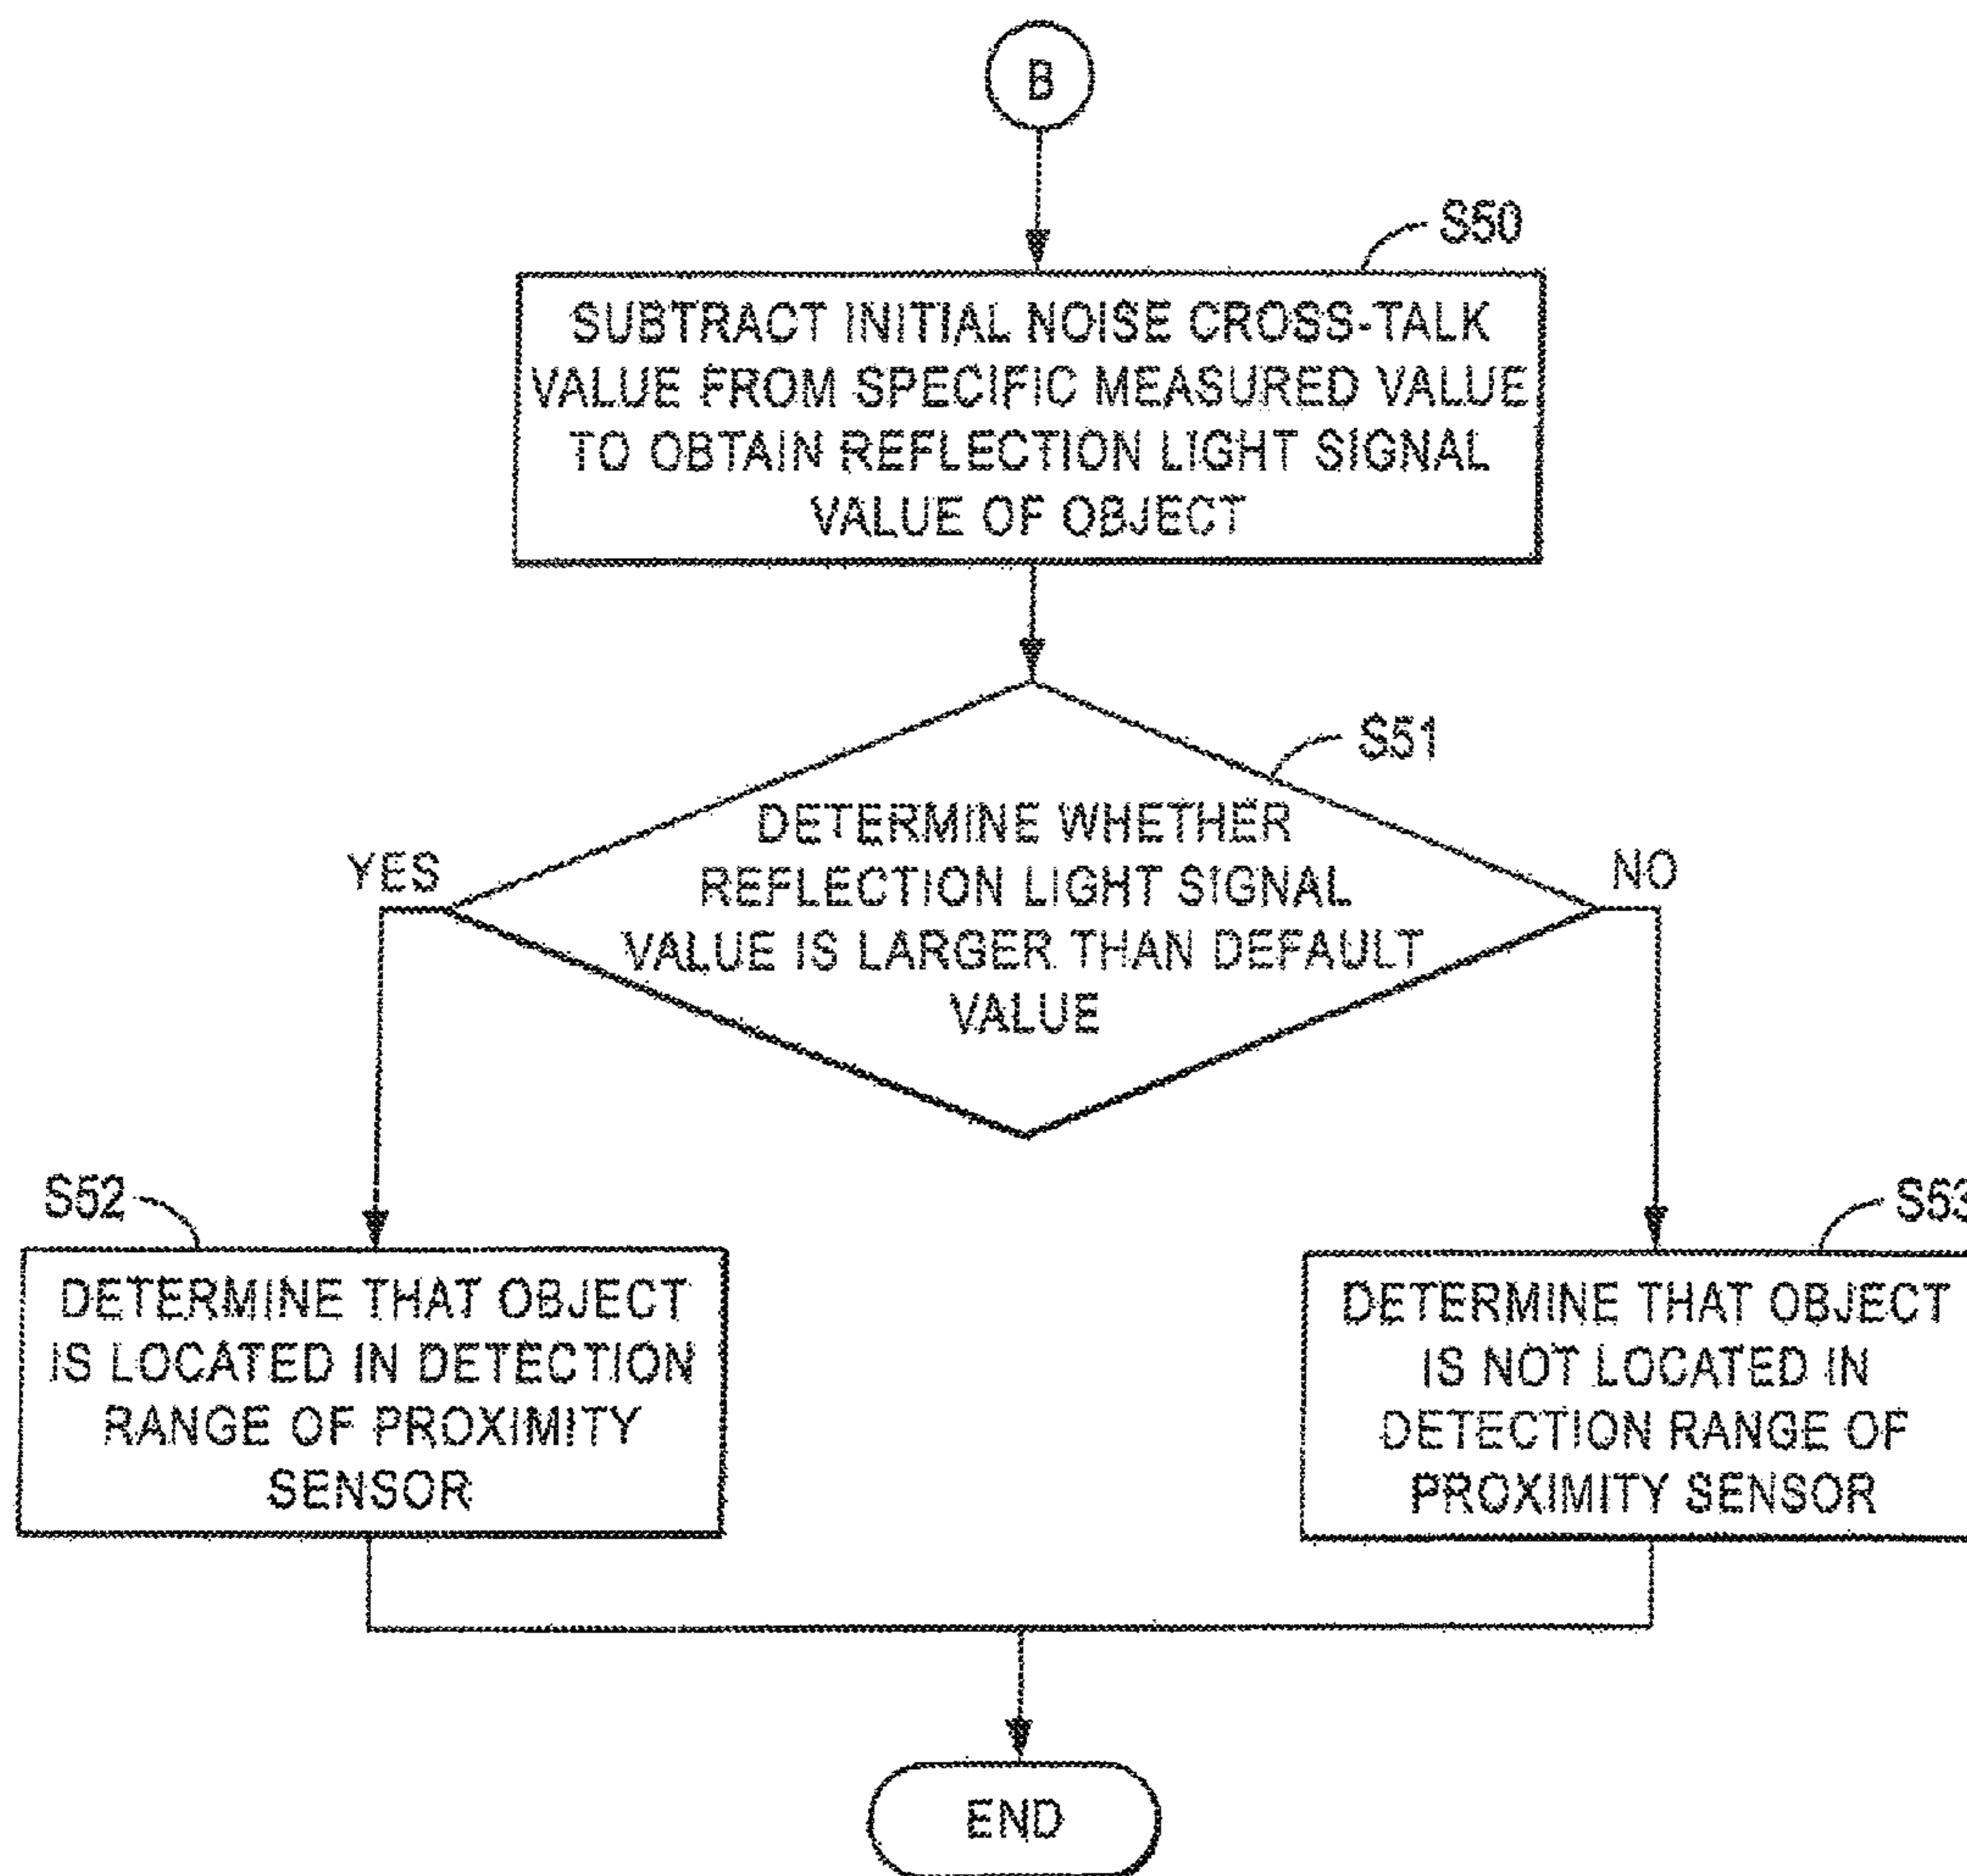 B
S50
SUBTRACT INITIAL NOISE CROSS-TALK
VALUE FROM SPECIFIC MEASURED VALUE
TO OBTAIN REFLECTION LIGHT SIGNAL
VALUE OF OBJECT
S51
DETERMINE WHETHER
REFLECTION LIGHT SIGNAL
VALUE IS LARGER THAN DEFAULT
VALUE
YES
NO
S52
DETERMINE THAT OBJECT
IS LOCATED IN DETECTION
RANGE OF PROXIMITY
SENSOR
S53
DETERMINE THAT OBJECT
IS NOT LOCATED IN
DETECTION RANGE OF
PROXIMITY SENSOR
END